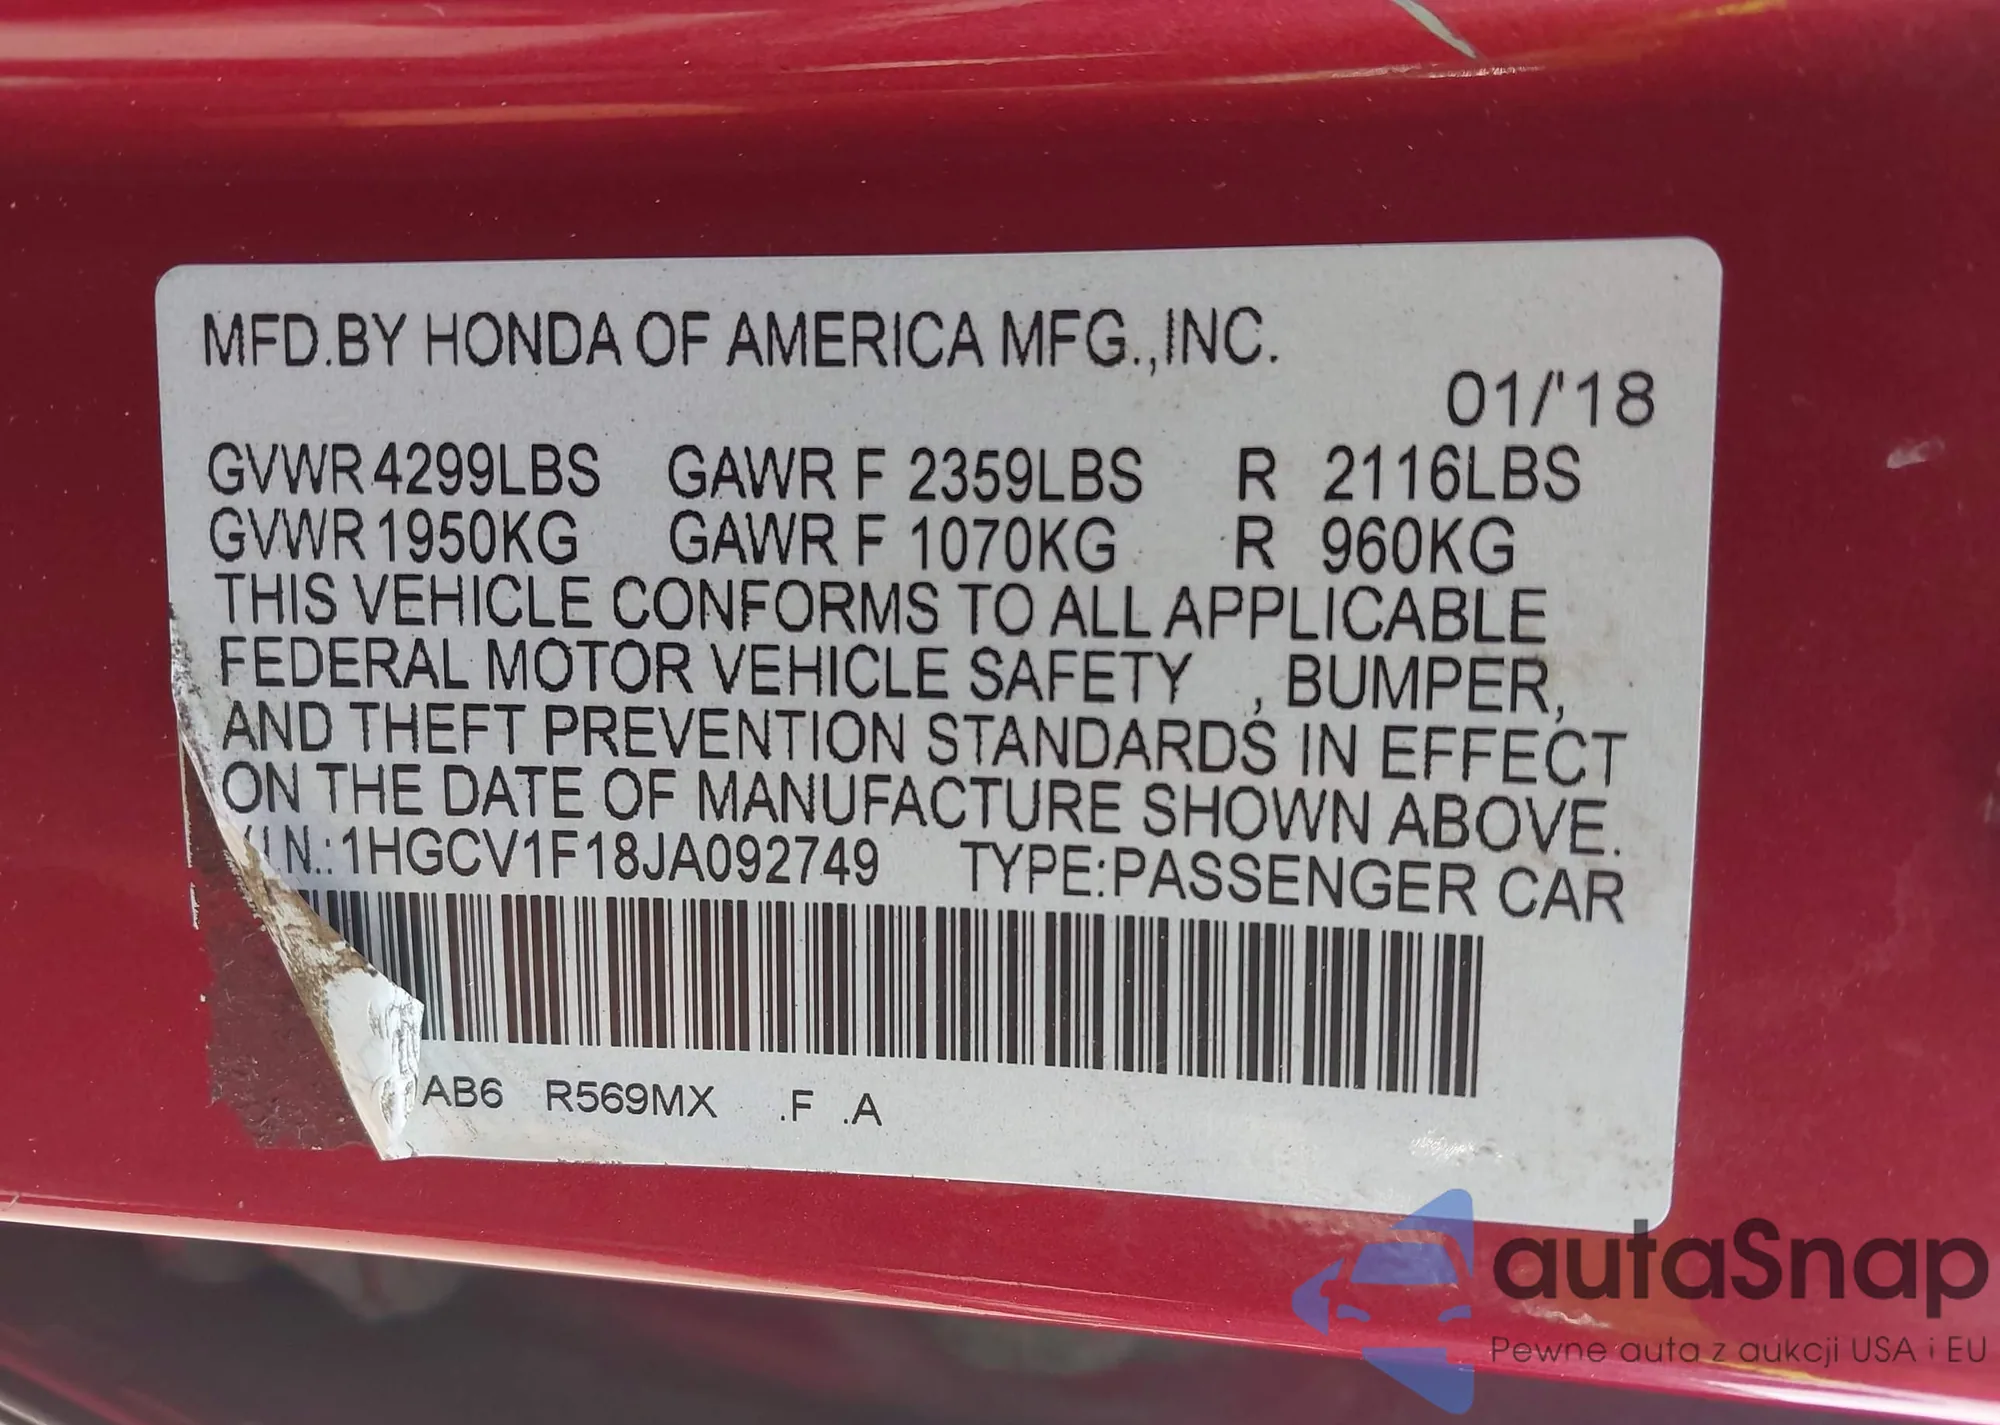 MFD.BY HONDA OF AMERICA MFG.,INC.
01/'18
GVWR 4299LBS GAWR F 2359LBS R 2116LBS
GVWR 1950KG GAWR F 1070KG R 960KG
THIS VEHICLE CONFORMS TO ALL APPLICABLE
FEDERAL MOTOR VEHICLE SAFETY , BUMPER,
AND THEFT PREVENTION STANDARDS IN EFFECT
ON THE DATE OF MANUFACTURE SHOWN ABOVE.
V.I.N.: 1HGCV1F18JA092749 TYPE:PASSENGER CAR
AB6 R569MX .F .A
autaSnap
Pewne auta z aukcji USA i EU